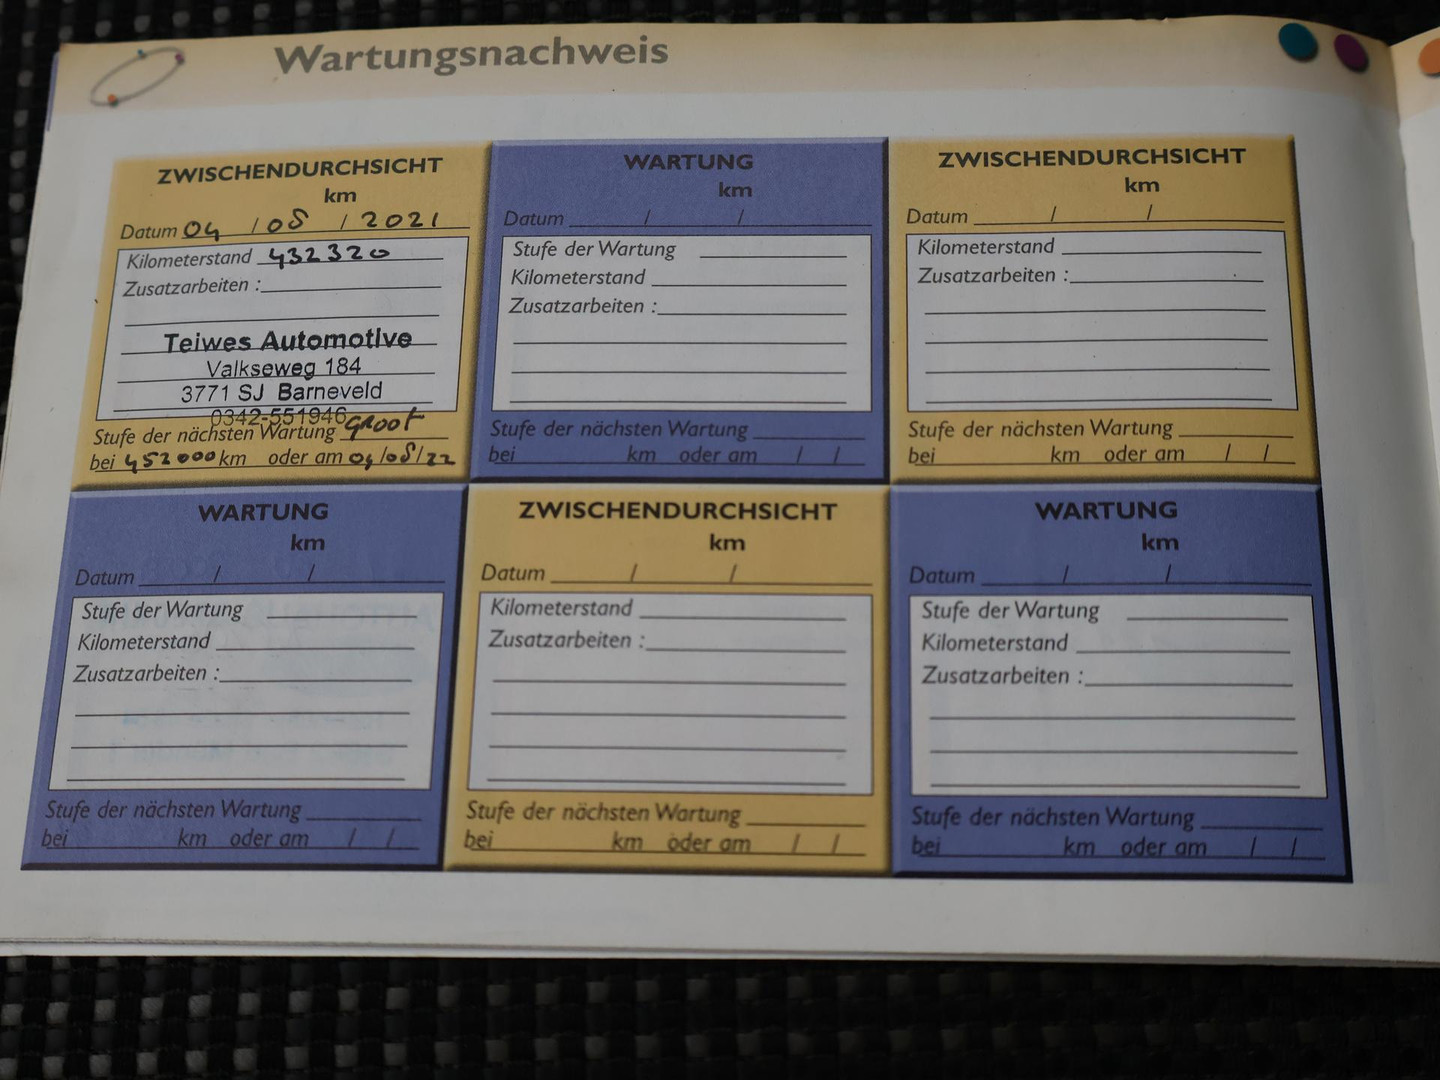 Wartungsnachweis
ZWISCHENDURCHSICHT
km
Datum 04 / 05 / 2021
Kilometerstand 432320
Zusatzarbeiten :
Teiwes Automotive
Valkseweg 184
3771 SJ Barneveld
0342-551946
Stufe der nächsten Wartung groot
bei 452000 km oder am 04/05/22
WARTUNG
km
Datum / /
Stufe der Wartung
Kilometerstand
Zusatzarbeiten :
Stufe der nächsten Wartung
bei km oder am / /
ZWISCHENDURCHSICHT
km
Datum / /
Kilometerstand
Zusatzarbeiten :
Stufe der nächsten Wartung
bei km oder am / /
WARTUNG
km
Datum / /
Stufe der Wartung
Kilometerstand
Zusatzarbeiten :
Stufe der nächsten Wartung
bei km oder am / /
ZWISCHENDURCHSICHT
km
Datum / /
Kilometerstand
Zusatzarbeiten :
Stufe der nächsten Wartung
bei km oder am / /
WARTUNG
km
Datum / /
Stufe der Wartung
Kilometerstand
Zusatzarbeiten :
Stufe der nächsten Wartung
bei km oder am / /